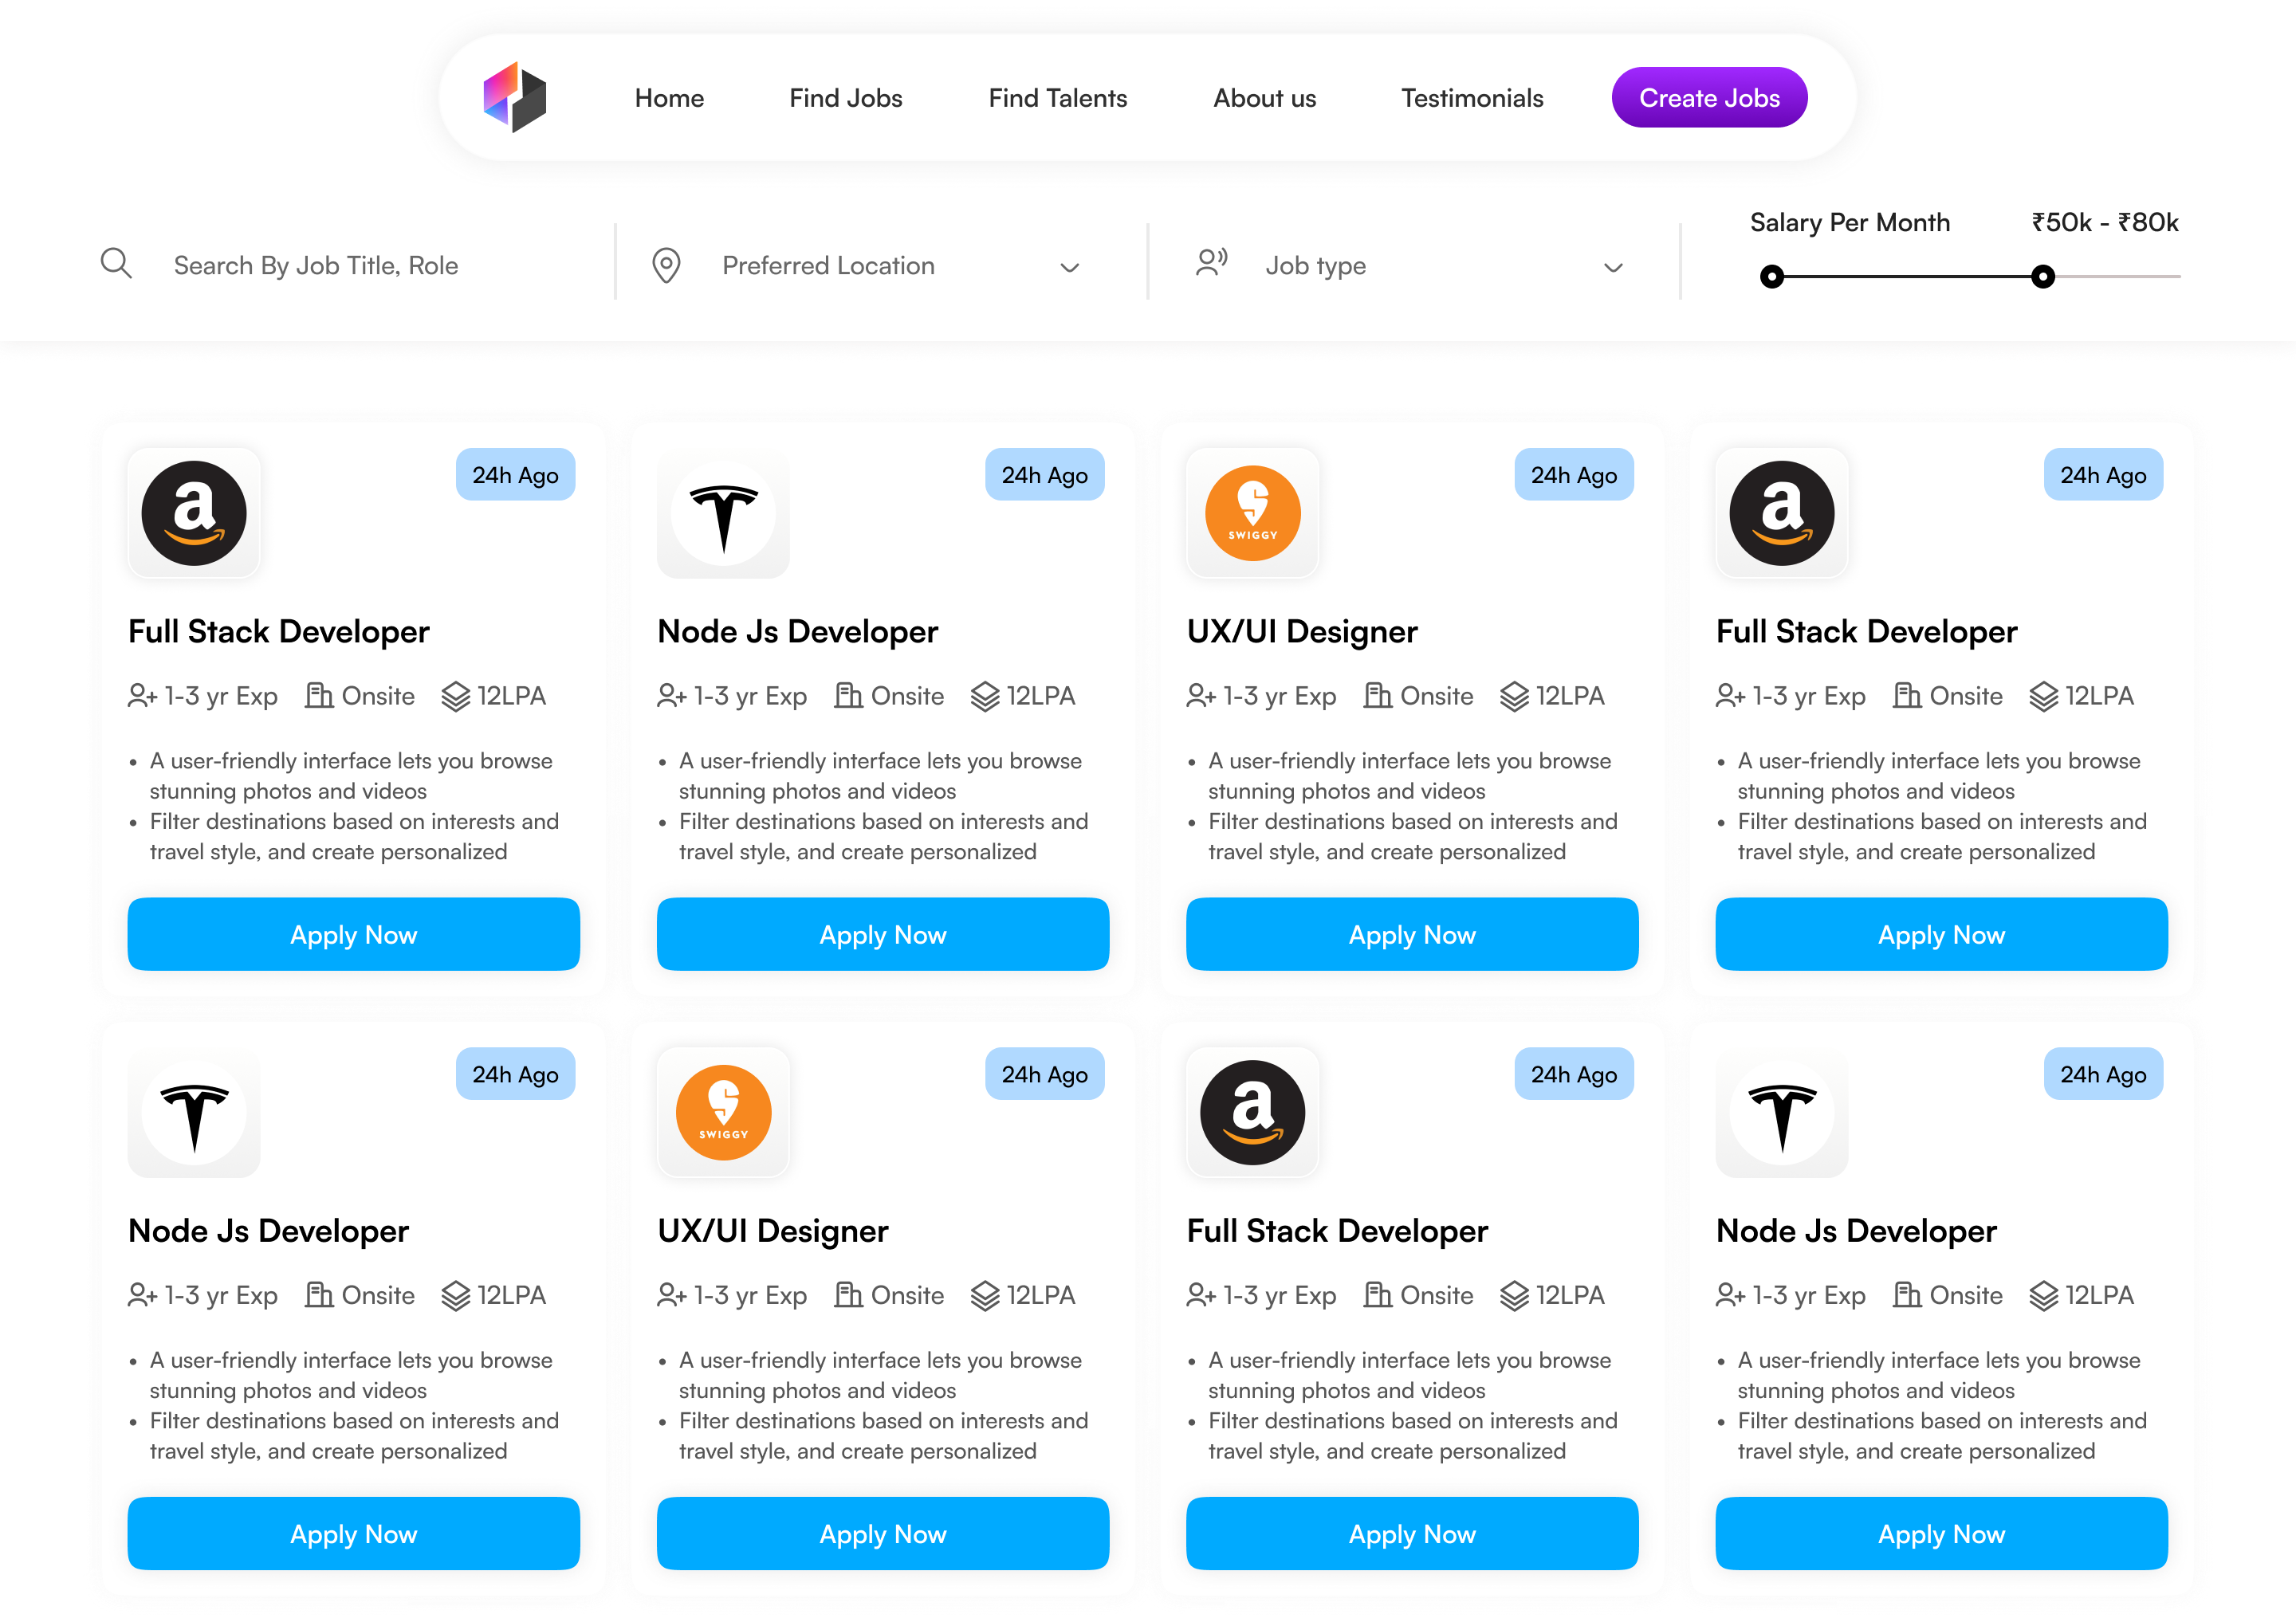 Home Find Jobs Find Talents About us Testimonials Create Jobs
Salary Per Month ₹50k - ₹80k
Search By Job Title, Role Preferred Location Job type
24h Ago 24h Ago 24h Ago 24h Ago
a SWIGGY a
Full Stack Developer Node Js Developer UX/UI Designer Full Stack Developer
1-3 yr Exp Onsite 12LPA 1-3 yr Exp Onsite 12LPA 1-3 yr Exp Onsite 12LPA 1-3 yr Exp Onsite 12LPA
• A user-friendly interface lets you browse • A user-friendly interface lets you browse • A user-friendly interface lets you browse • A user-friendly interface lets you browse
stunning photos and videos stunning photos and videos stunning photos and videos stunning photos and videos
• Filter destinations based on interests and • Filter destinations based on interests and • Filter destinations based on interests and • Filter destinations based on interests and
travel style, and create personalized travel style, and create personalized travel style, and create personalized travel style, and create personalized
Apply Now Apply Now Apply Now Apply Now
24h Ago 24h Ago 24h Ago 24h Ago
SWIGGY a
Node Js Developer UX/UI Designer Full Stack Developer Node Js Developer
1-3 yr Exp Onsite 12LPA 1-3 yr Exp Onsite 12LPA 1-3 yr Exp Onsite 12LPA 1-3 yr Exp Onsite 12LPA
• A user-friendly interface lets you browse • A user-friendly interface lets you browse • A user-friendly interface lets you browse • A user-friendly interface lets you browse
stunning photos and videos stunning photos and videos stunning photos and videos stunning photos and videos
• Filter destinations based on interests and • Filter destinations based on interests and • Filter destinations based on interests and • Filter destinations based on interests and
travel style, and create personalized travel style, and create personalized travel style, and create personalized travel style, and create personalized
Apply Now Apply Now Apply Now Apply Now